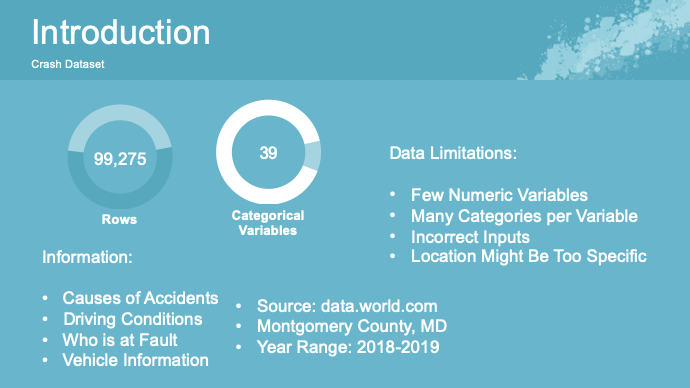 Introduction
Crash Dataset
99,275
Rows
39
Categorical
Variables
Data Limitations:
• Few Numeric Variables
• Many Categories per Variable
• Incorrect Inputs
• Location Might Be Too Specific
Information:
• Causes of Accidents
• Driving Conditions
• Who is at Fault
• Vehicle Information
• Source: data.world.com
• Montgomery County, MD
• Year Range: 2018-2019